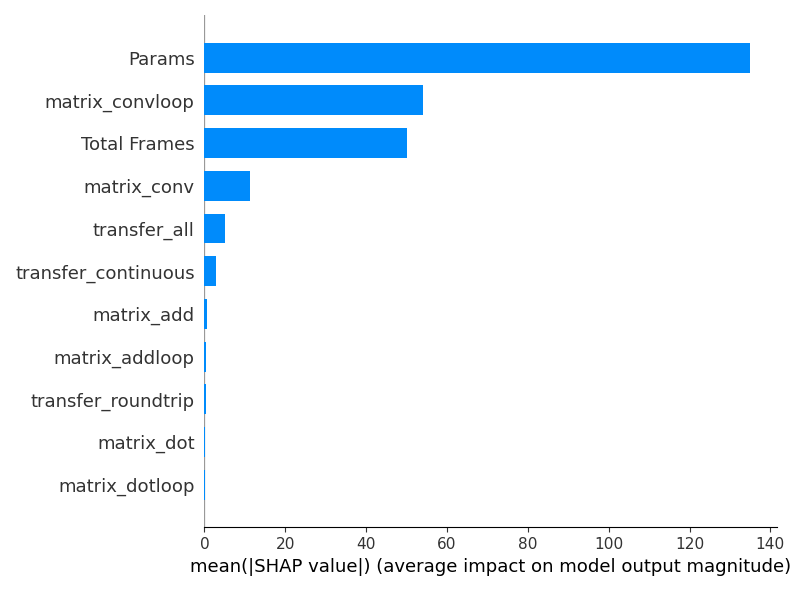 Params
matrix_convloop
Total Frames
matrix_conv
transfer_all
transfer_continuous
matrix_add
matrix_addloop
transfer_roundtrip
matrix_dot
matrix_dotloop
0 20 40 60 80 100 120 140
mean(|SHAP value|) (average impact on model output magnitude)